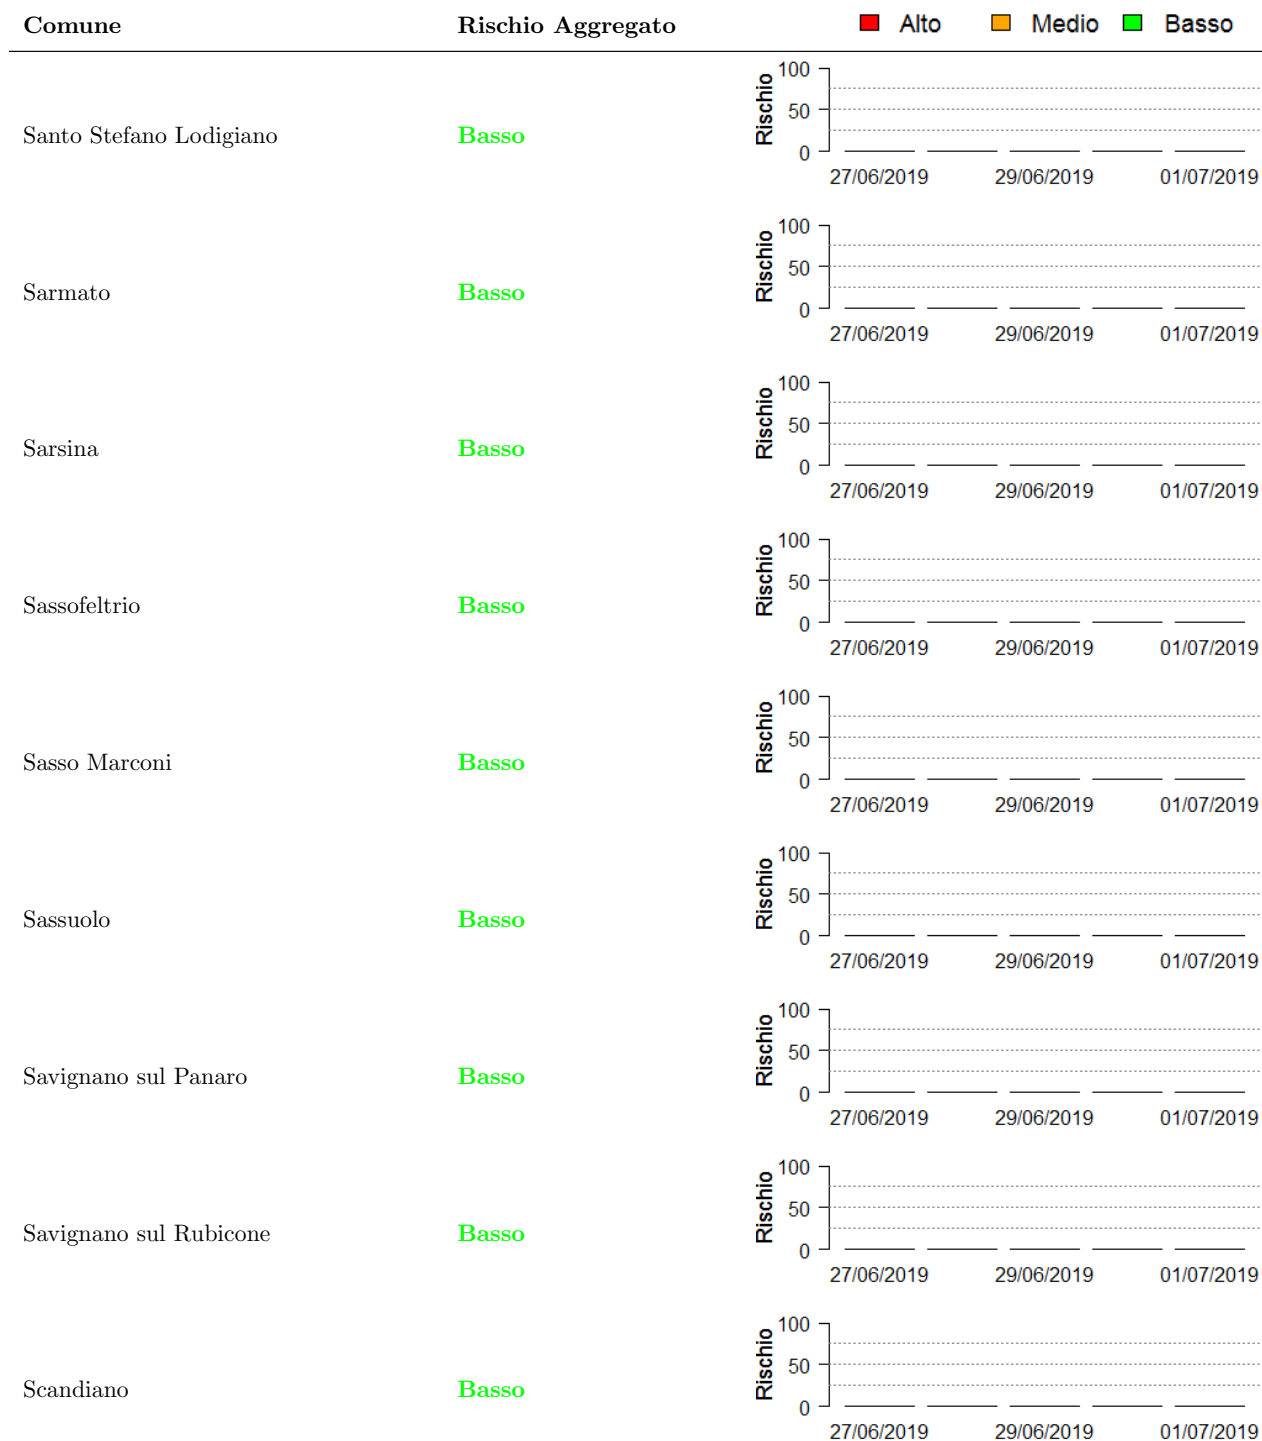 Comune Rischio Aggregato Alto Medio Basso
100
50
0
Rischio
Santo Stefano Lodigiano Basso
27/06/2019 29/06/2019 01/07/2019
100
50
0
Rischio
Sarmato Basso
27/06/2019 29/06/2019 01/07/2019
100
50
0
Rischio
Sarsina Basso
27/06/2019 29/06/2019 01/07/2019
100
50
0
Rischio
Sassofeltrio Basso
27/06/2019 29/06/2019 01/07/2019
100
50
0
Rischio
Sasso Marconi Basso
27/06/2019 29/06/2019 01/07/2019
100
50
0
Rischio
Sassuolo Basso
27/06/2019 29/06/2019 01/07/2019
100
50
0
Rischio
Savignano sul Panaro Basso
27/06/2019 29/06/2019 01/07/2019
100
50
0
Rischio
Savignano sul Rubicone Basso
27/06/2019 29/06/2019 01/07/2019
100
50
0
Rischio
Scandiano Basso
27/06/2019 29/06/2019 01/07/2019